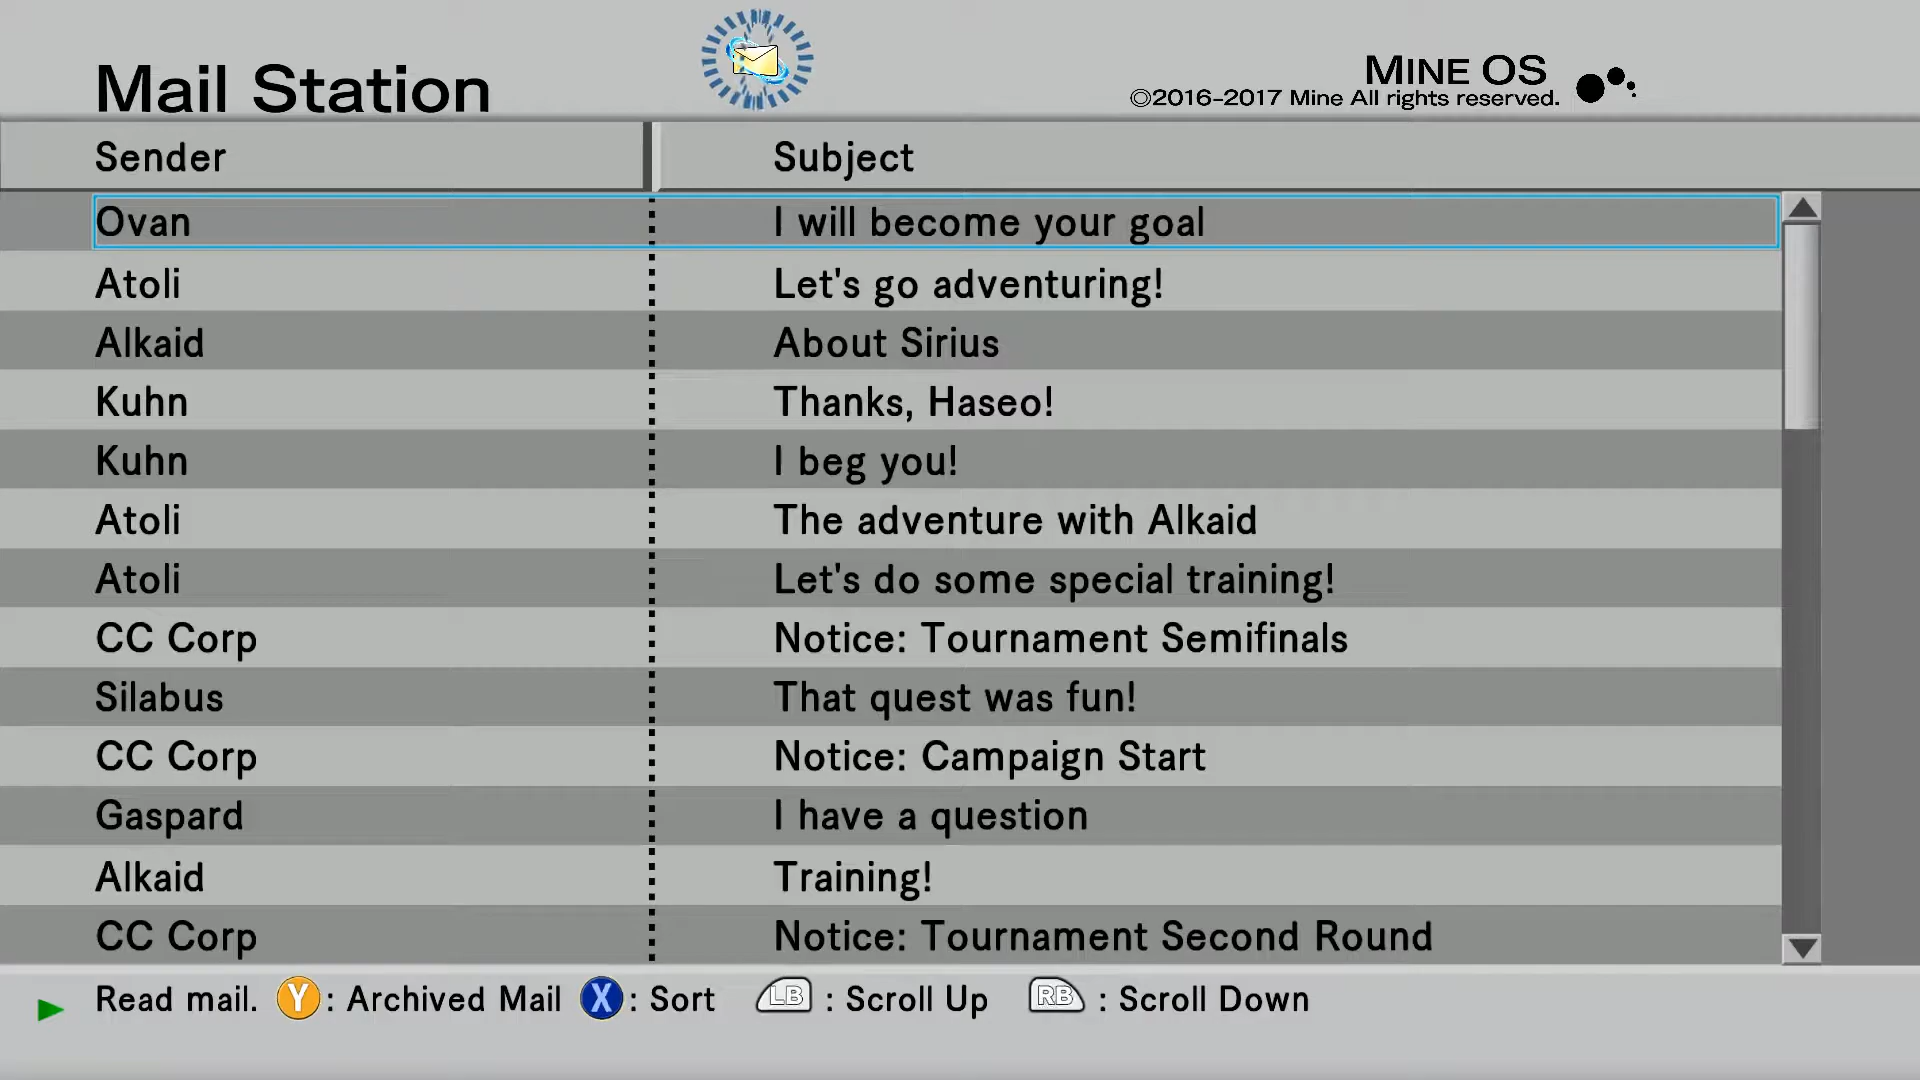 Mail Station
MINE OS
©2016-2017 Mine All rights reserved.
Sender Subject
Ovan I will become your goal
Atoli Let's go adventuring!
Alkaid About Sirius
Kuhn Thanks, Haseo!
Kuhn I beg you!
Atoli The adventure with Alkaid
Atoli Let's do some special training!
CC Corp Notice: Tournament Semifinals
Silabus That quest was fun!
CC Corp Notice: Campaign Start
Gaspard I have a question
Alkaid Training!
CC Corp Notice: Tournament Second Round
Read mail. Y: Archived Mail X: Sort LB : Scroll Up RB : Scroll Down